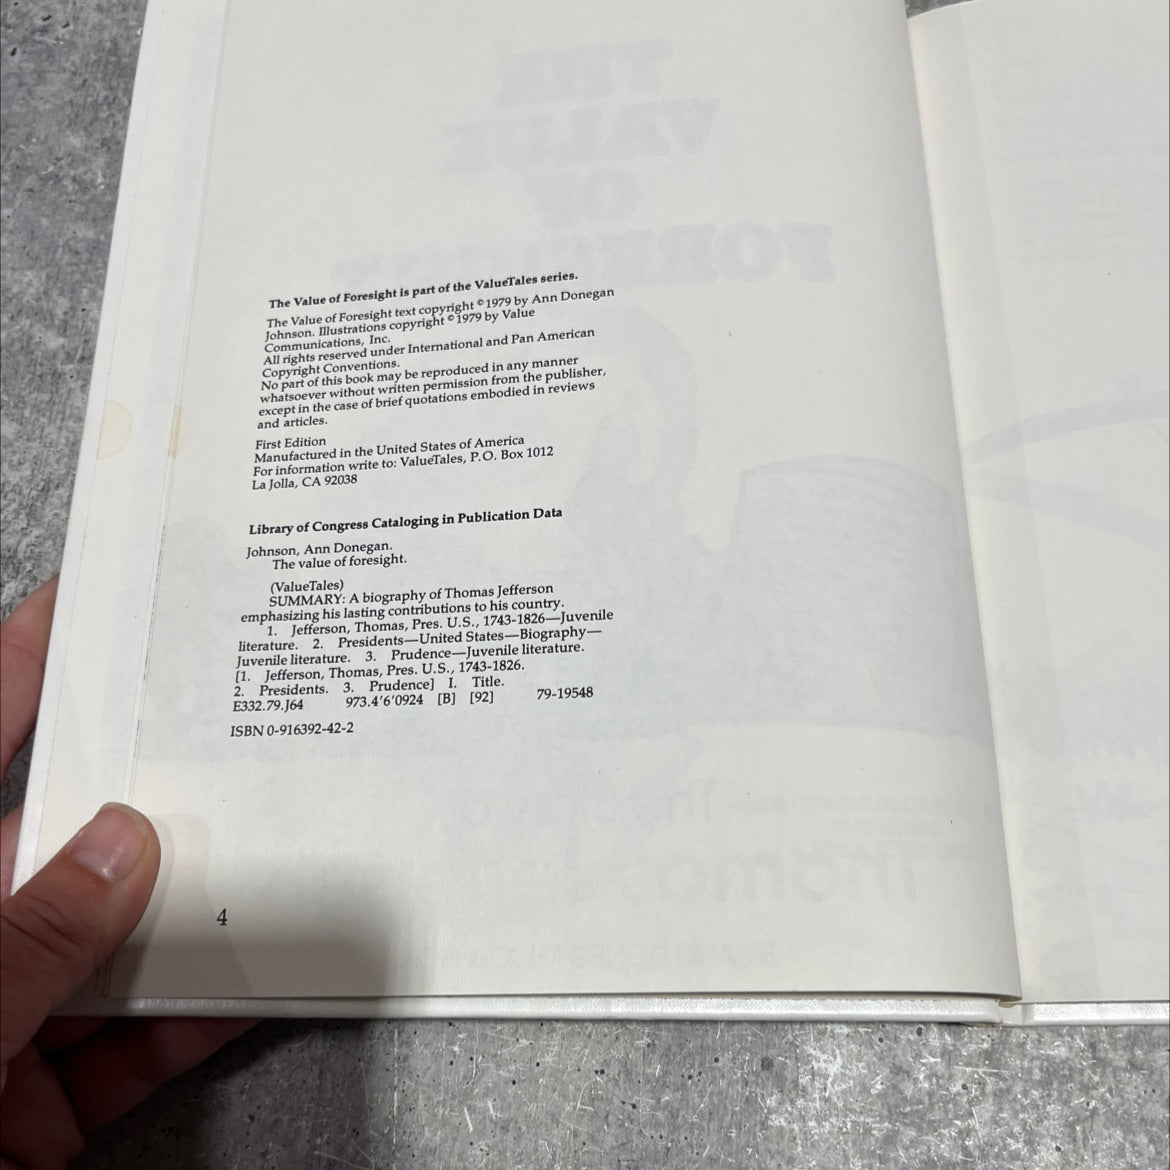 The Value of Foresight is part of the ValueTales series.
The Value of Foresight text copyright ©1979 by Ann Donegan
Johnson. Illustrations copyright ©1979 by Value
Communications, Inc.
All rights reserved under International and Pan American
Copyright Conventions.
No part of this book may be reproduced in any manner
whatsoever without written permission from the publisher,
except in the case of brief quotations embodied in reviews
and articles.
First Edition
Manufactured in the United States of America
For information write to: ValueTales, P.O. Box 1012
La Jolla, CA 92038
Library of Congress Cataloging in Publication Data
Johnson, Ann Donegan.
The value of foresight.
(ValueTales)
SUMMARY: A biography of Thomas Jefferson
emphasizing his lasting contributions to his country.
1. Jefferson, Thomas, Pres. U.S., 1743-1826—Juvenile
literature. 2. Presidents—United States—Biography—
Juvenile literature. 3. Prudence—Juvenile literature.
[1. Jefferson, Thomas, Pres. U.S., 1743-1826.
2. Presidents. 3. Prudence] I. Title.
E332.79.J64 973.4'6'0924 [B] [92] 79-19548
ISBN 0-916392-42-2
4
THE
VALUE
OF
FORESIGHT
The Story of
Thomas